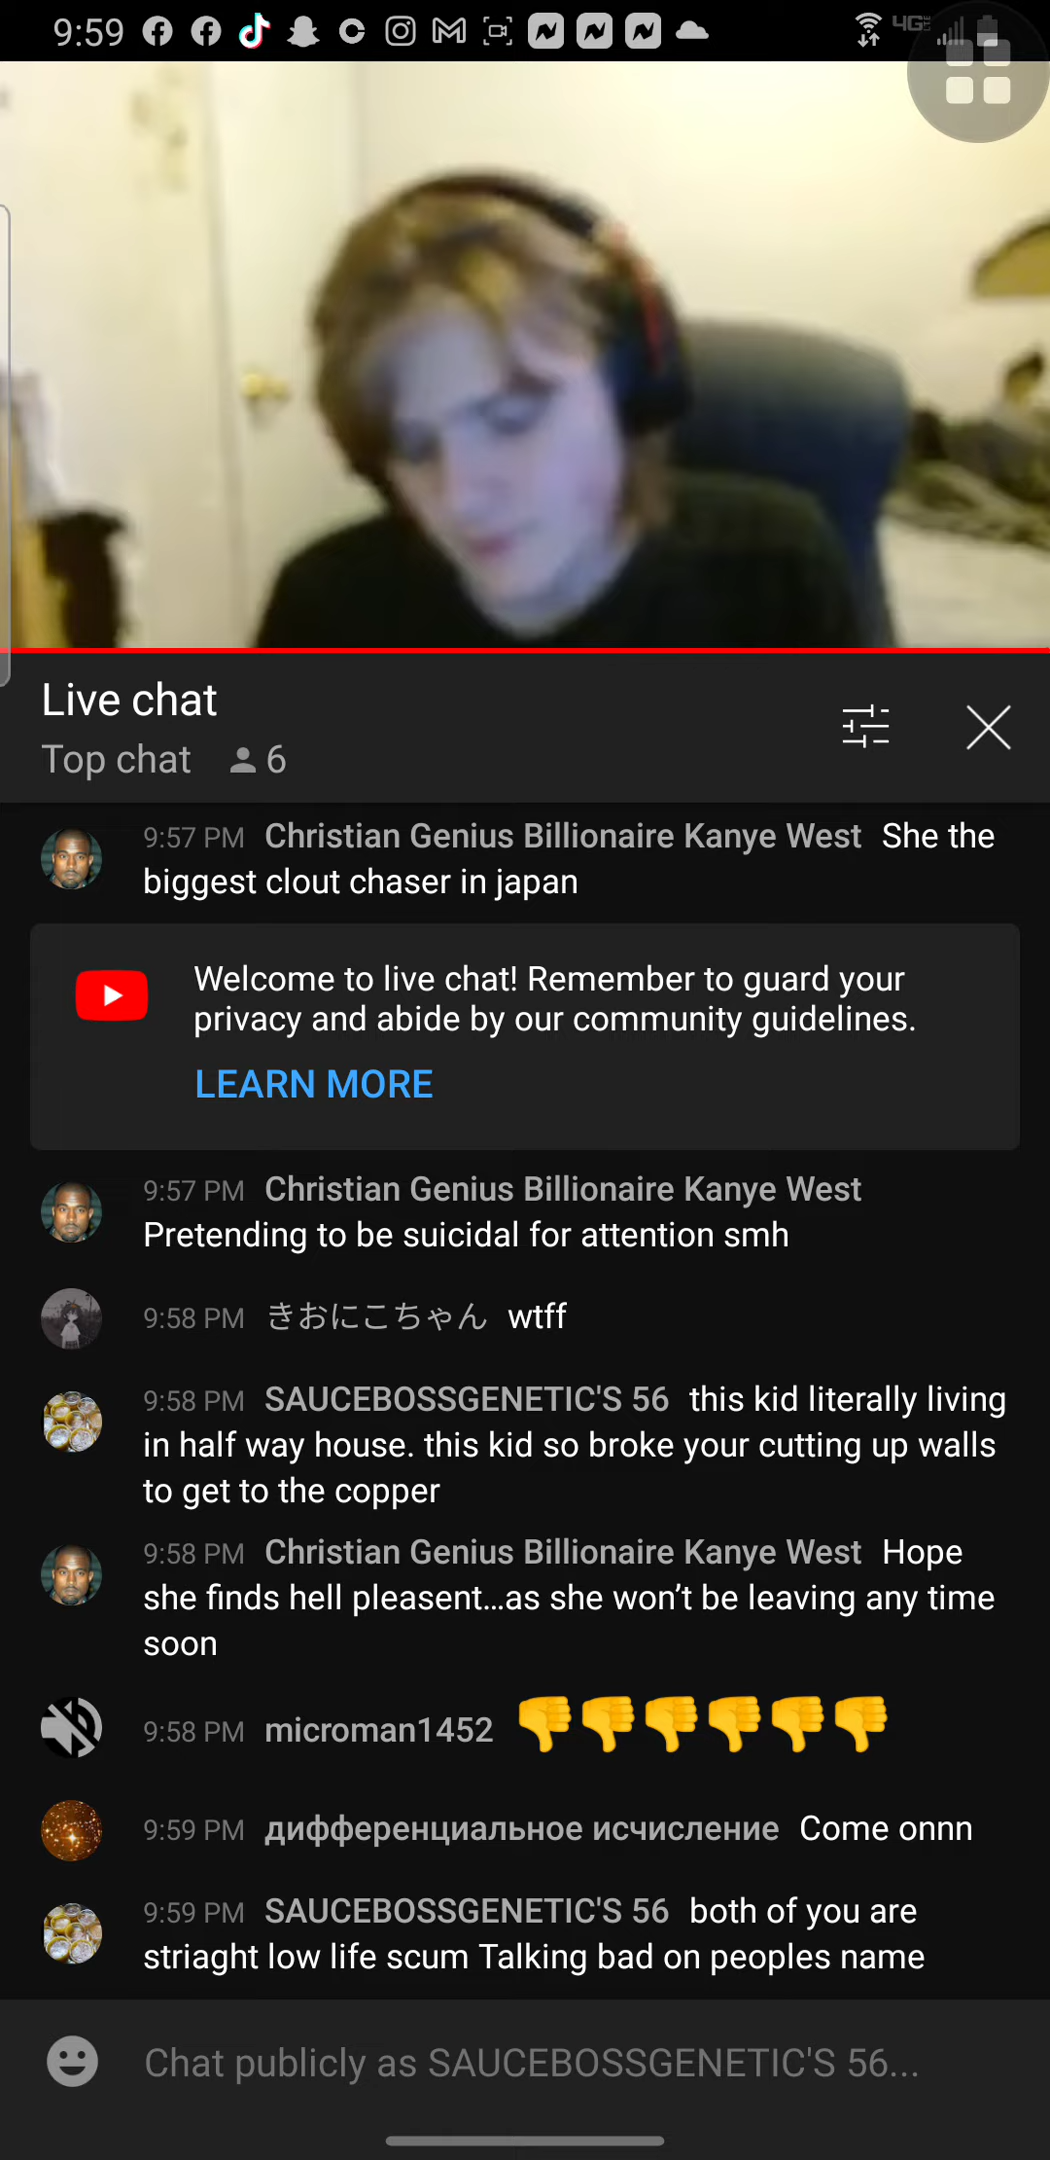 9:59
4G
Live chat
Top chat 6
9:57 PM Christian Genius Billionaire Kanye West She the
biggest clout chaser in japan
Welcome to live chat! Remember to guard your
privacy and abide by our community guidelines.
LEARN MORE
9:57 PM Christian Genius Billionaire Kanye West
Pretending to be suicidal for attention smh
9:58 PM きおにこちゃん wtff
9:58 PM SAUCEBOSSGENETIC'S 56 this kid literally living
in half way house. this kid so broke your cutting up walls
to get to the copper
9:58 PM Christian Genius Billionaire Kanye West Hope
she finds hell pleasent...as she won’t be leaving any time
soon
9:58 PM microman1452 👎👎👎👎👎👎
9:59 PM дифференциальное исчисление Come onnn
9:59 PM SAUCEBOSSGENETIC'S 56 both of you are
striaght low life scum Talking bad on peoples name
Chat publicly as SAUCEBOSSGENETIC'S 56...